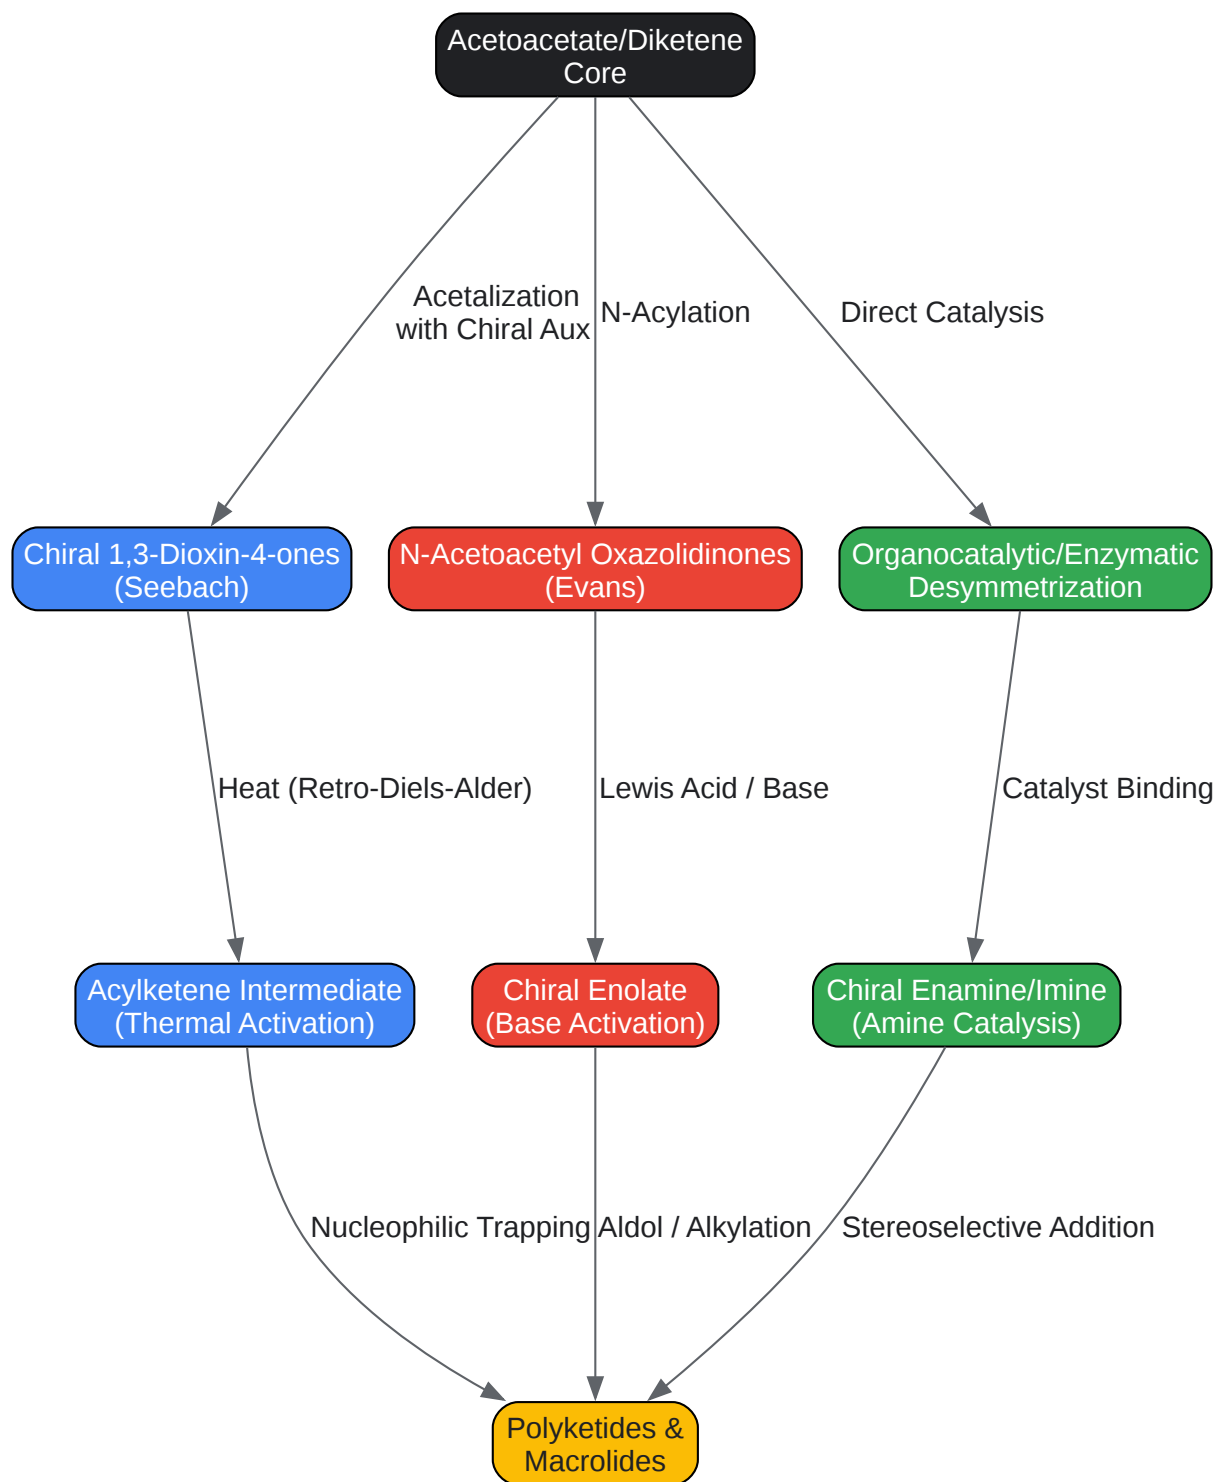 Acetoacetate/Diketene
Core
Acetalization
with Chiral Aux
N-Acylation
Direct Catalysis
Chiral 1,3-Dioxin-4-ones
(Seebach)
N-Acetoacetyl Oxazolidinones
(Evans)
Organocatalytic/Enzymatic
Desymmetrization
Heat (Retro-Diels-Alder)
Lewis Acid / Base
Catalyst Binding
Acylketene Intermediate
(Thermal Activation)
Chiral Enolate
(Base Activation)
Chiral Enamine/Imine
(Amine Catalysis)
Nucleophilic Trapping
Aldol / Alkylation
Stereoselective Addition
Polyketides &
Macrolides